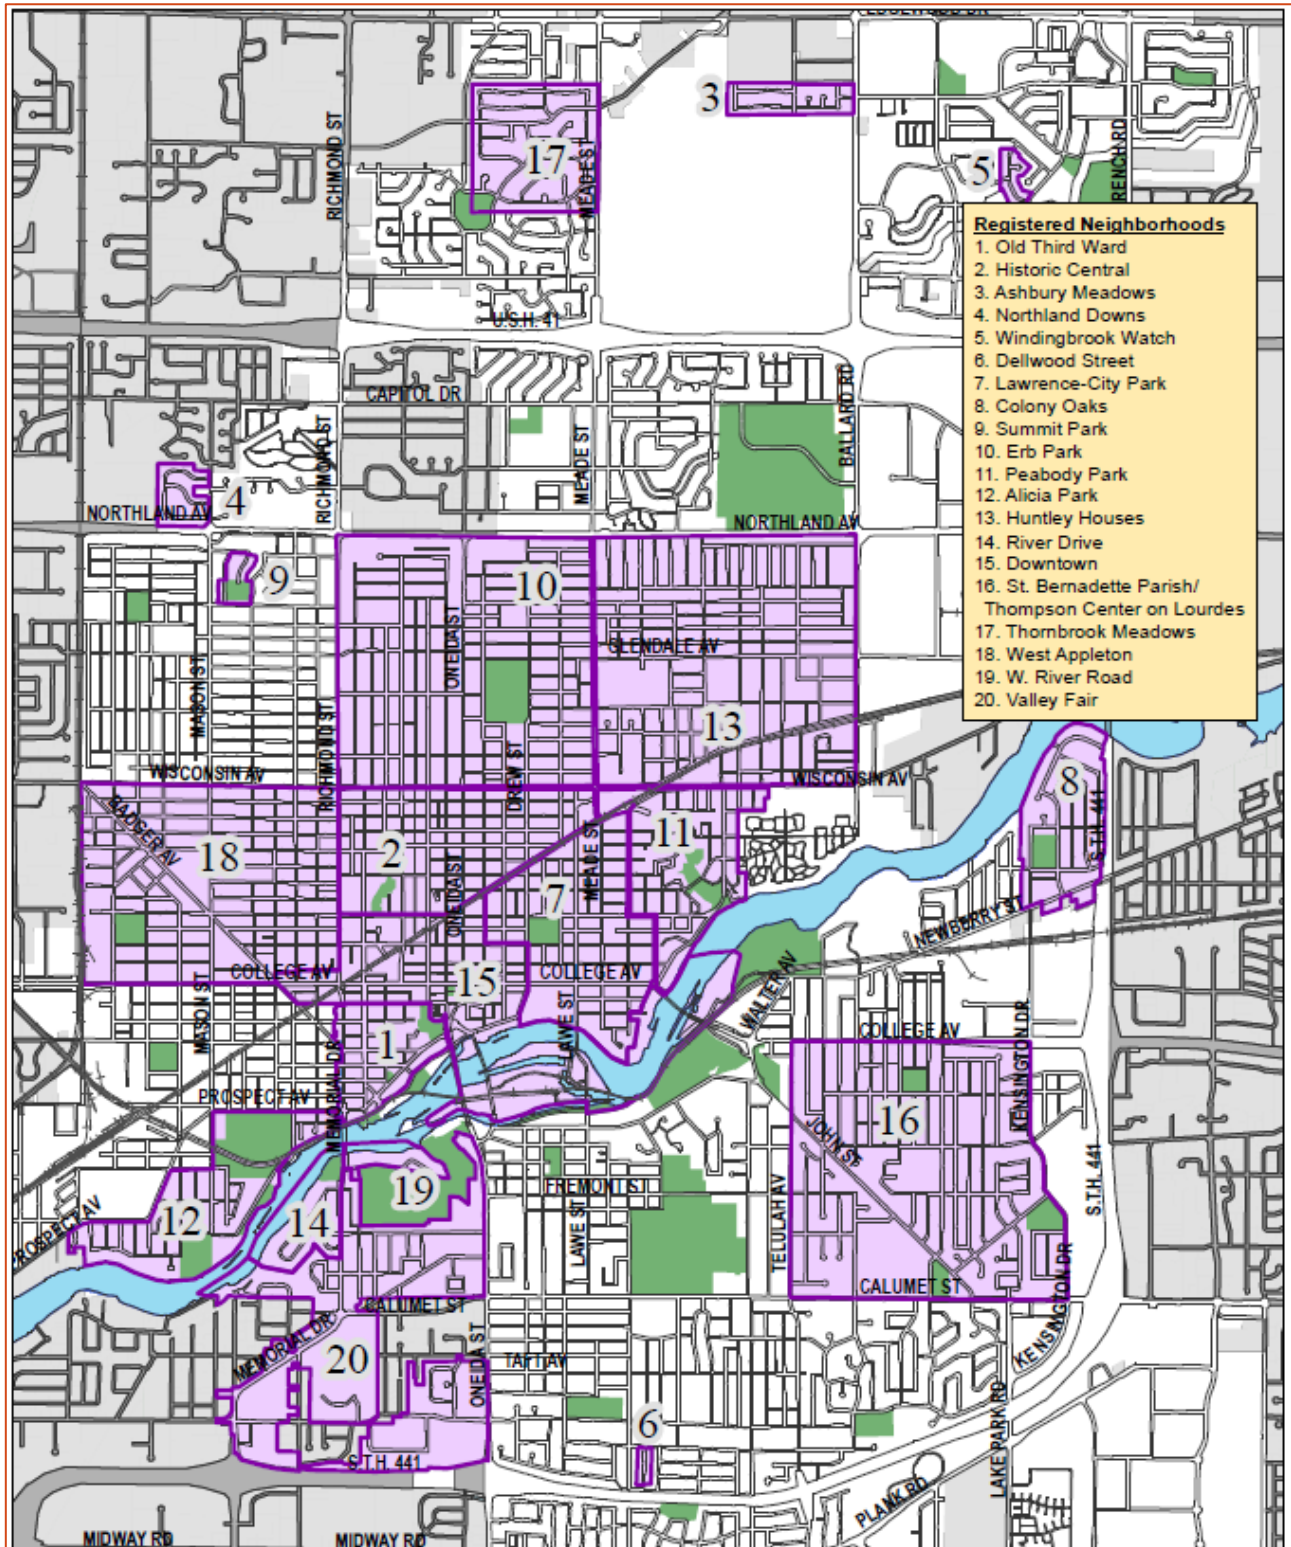 EDGEWOOD DR
3
17
5
RICHMOND ST
MEADE ST
RENCH RD
Registered Neighborhoods
1. Old Third Ward
2. Historic Central
3. Ashbury Meadows
4. Northland Downs
5. Windingbrook Watch
6. Dellwood Street
7. Lawrence-City Park
8. Colony Oaks
9. Summit Park
10. Erb Park
11. Peabody Park
12. Alicia Park
13. Huntley Houses
14. River Drive
15. Downtown
16. St. Bernadette Parish/
Thompson Center on Lourdes
17. Thornbrook Meadows
18. West Appleton
19. W. River Road
20. Valley Fair
U.S.H. 41
CAPITOL DR
BALLARD RD
RICHMOND ST
MEADE ST
4
NORTHLAND AV
NORTHLAND AV
9
10
ONEIDA ST
GLENDALE AV
MASON ST
13
RICHMOND ST
DREW ST
WISCONSIN AV
WISCONSIN AV
8
S.T.H. 441
BADGER AV
18
2
11
MEADE ST
7
ONEIDA ST
NEWBERRY ST
COLLEGE AV
15
COLLEGE AV
WALTER AV
MASON ST
LAWE ST
COLLEGE AV
KENSINGTON DR
1
MEMORIAL DR
PROSPECT AV
16
JOHN ST
S.T.H. 441
FREMONT ST
19
12
14
PROSPECT AV
LAWE ST
TELULAH AV
CALUMET ST
CALUMET ST
KENSINGTON DR
MEMORIAL DR
20
ONEIDA ST
TAFT AV
LAKE PARK RD
6
S.T.H. 441
PLANK RD
MIDWAY RD
MIDWAY RD